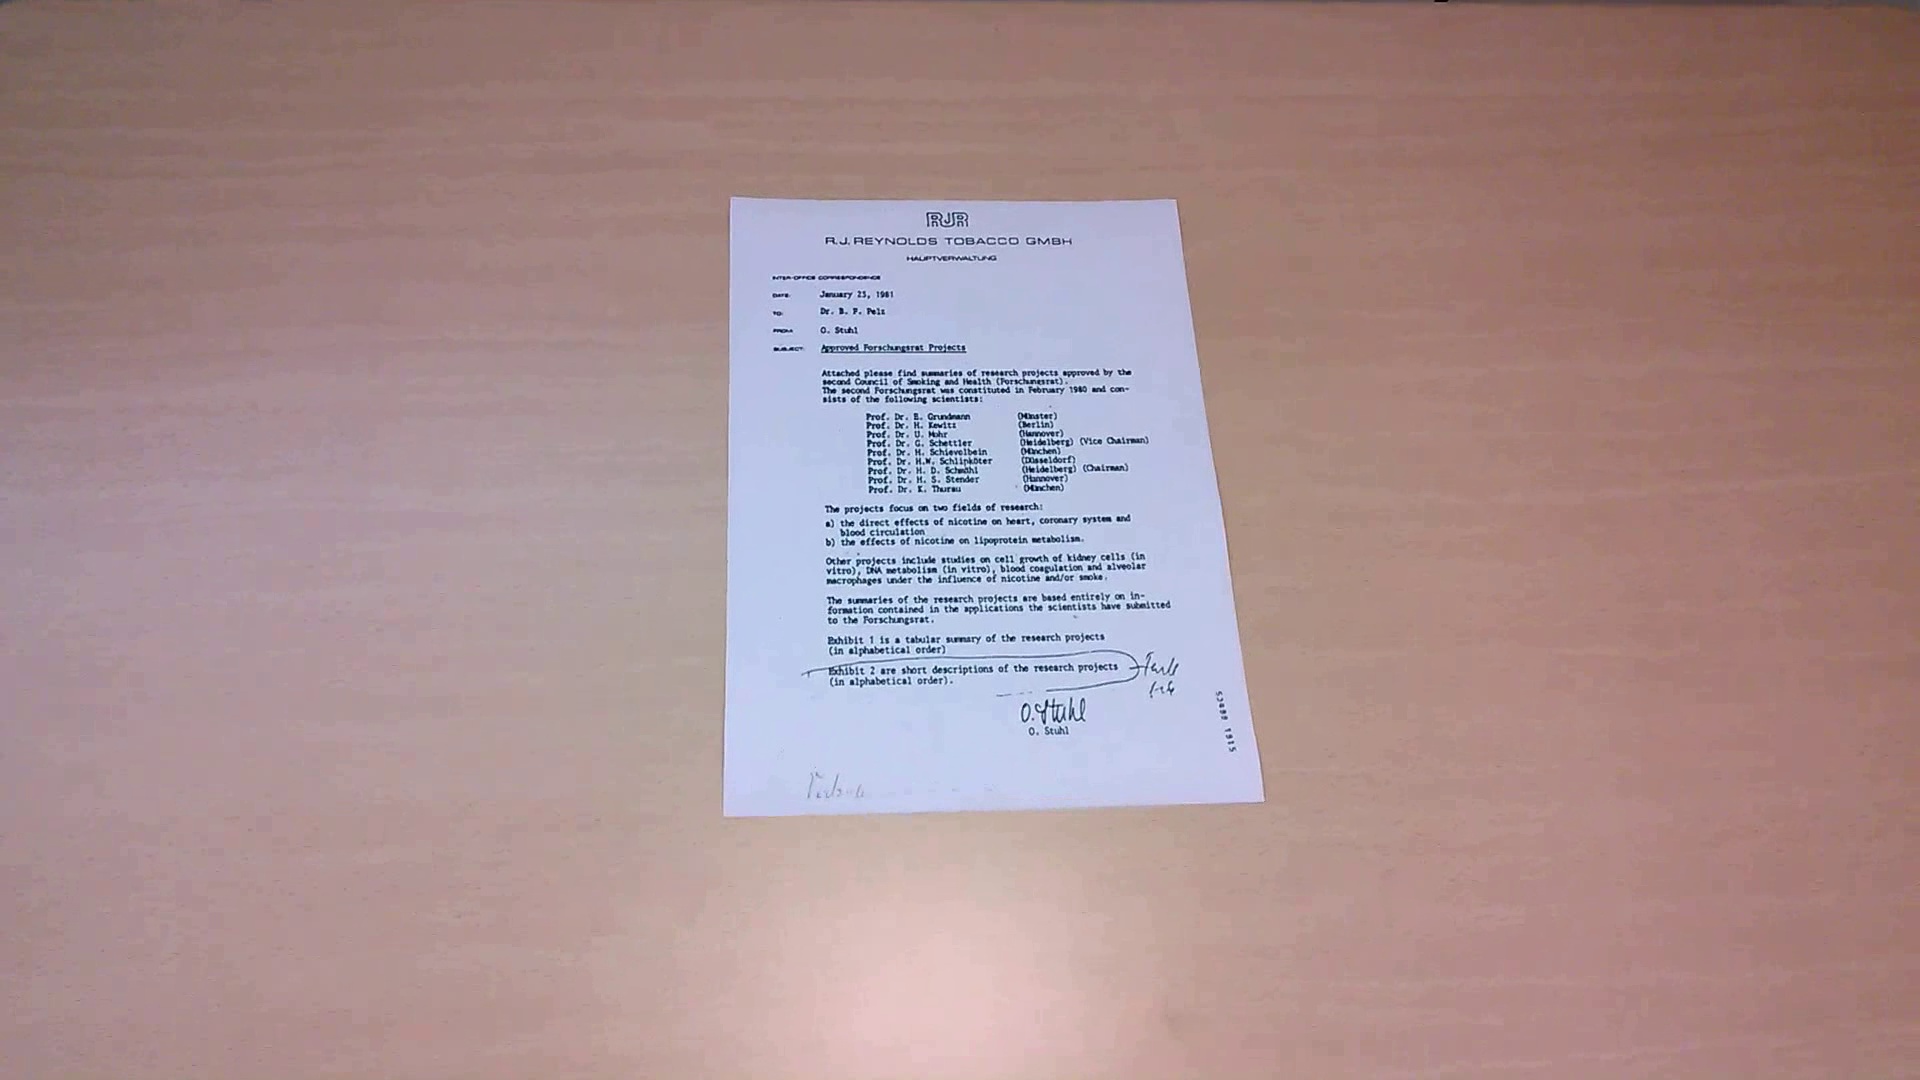 RJR
R.J. REYNOLDS TOBACCO GMBH
HAUPTVERWALTUNG
INTER-OFFICE CORRESPONDENCE
DATE: January 23, 1981
TO: Dr. B. F. Pelz
FROM: O. Stuhl
SUBJECT: Approved Forschungsrat Projects
Attached please find summaries of research projects approved by the
second Council of Smoking and Health (Forschungsrat).
The second Forschungsrat was constituted in February 1980 and con-
sists of the following scientists:
Prof. Dr. E. Grundmann (Münster)
Prof. Dr. H. Kewitz (Berlin)
Prof. Dr. U. Mohr (Hannover)
Prof. Dr. G. Schettler (Heidelberg) (Vice Chairman)
Prof. Dr. H. Schievelbein (München)
Prof. Dr. H.W. Schlipköter (Düsseldorf)
Prof. Dr. H. D. Schmähl (Heidelberg) (Chairman)
Prof. Dr. H. S. Stender (Hannover)
Prof. Dr. K. Thurau (München)
The projects focus on two fields of research:
a) the direct effects of nicotine on heart, coronary system and
blood circulation
b) the effects of nicotine on lipoprotein metabolism.
Other projects include studies on cell growth of kidney cells (in
vitro), DNA metabolism (in vitro), blood coagulation and alveolar
macrophages under the influence of nicotine and/or smoke.
The summaries of the research projects are based entirely on in-
formation contained in the applications the scientists have submitted
to the Forschungsrat.
Exhibit 1 is a tabular summary of the research projects
(in alphabetical order)
Exhibit 2 are short descriptions of the research projects
(in alphabetical order).
O. Stuhl
O. Stuhl